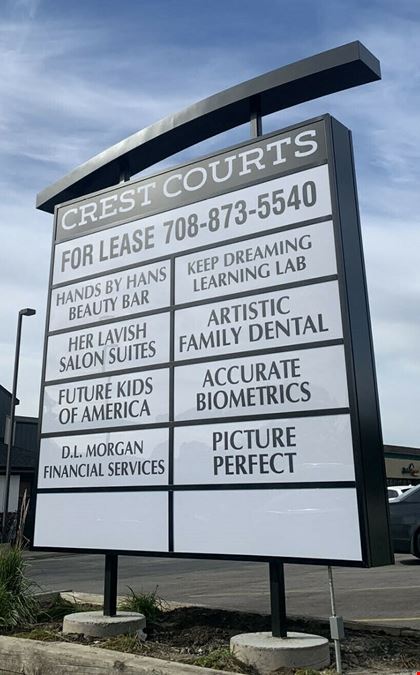 CREST COURTS
FOR LEASE 708-873-5540
HANDS BY HANS
BEAUTY BAR
KEEP DREAMING
LEARNING LAB
HER LAVISH
SALON SUITES
ARTISTIC
FAMILY DENTAL
FUTURE KIDS
OF AMERICA
ACCURATE
BIOMETRICS
D.L. MORGAN
FINANCIAL SERVICES
PICTURE
PERFECT